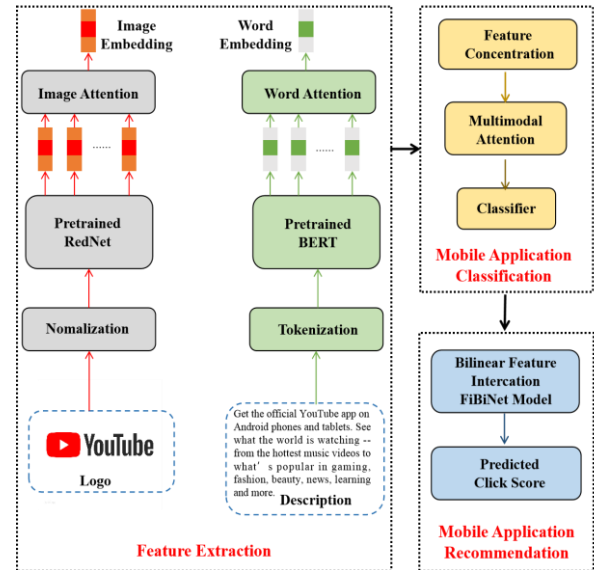 Image
Embedding
Word
Embedding
Image Attention
Word Attention
......
......
Pretrained
RedNet
Pretrained
BERT
Nomalization
Tokenization
YouTube
Logo
Get the official YouTube app on
Android phones and tablets. See
what the world is watching --
from the hottest music videos to
what's popular in gaming,
fashion, beauty, news, learning
and more.
Description
Feature Extraction
Feature
Concentration
Multimodal
Attention
Classifier
Mobile Application
Classification
Bilinear Feature
Intercation
FiBiNet Model
Predicted
Click Score
Mobile Application
Recommendation